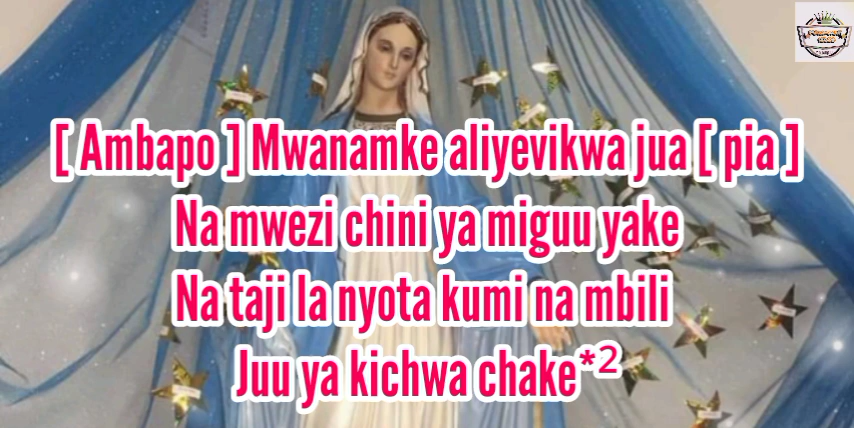 [ Ambapo ] Mwanamke aliyevikwa jua [ pia ]
Na mwezi chini ya miguu yake
Na taji la nyota kumi na mbili
Juu ya kichwa chake*²